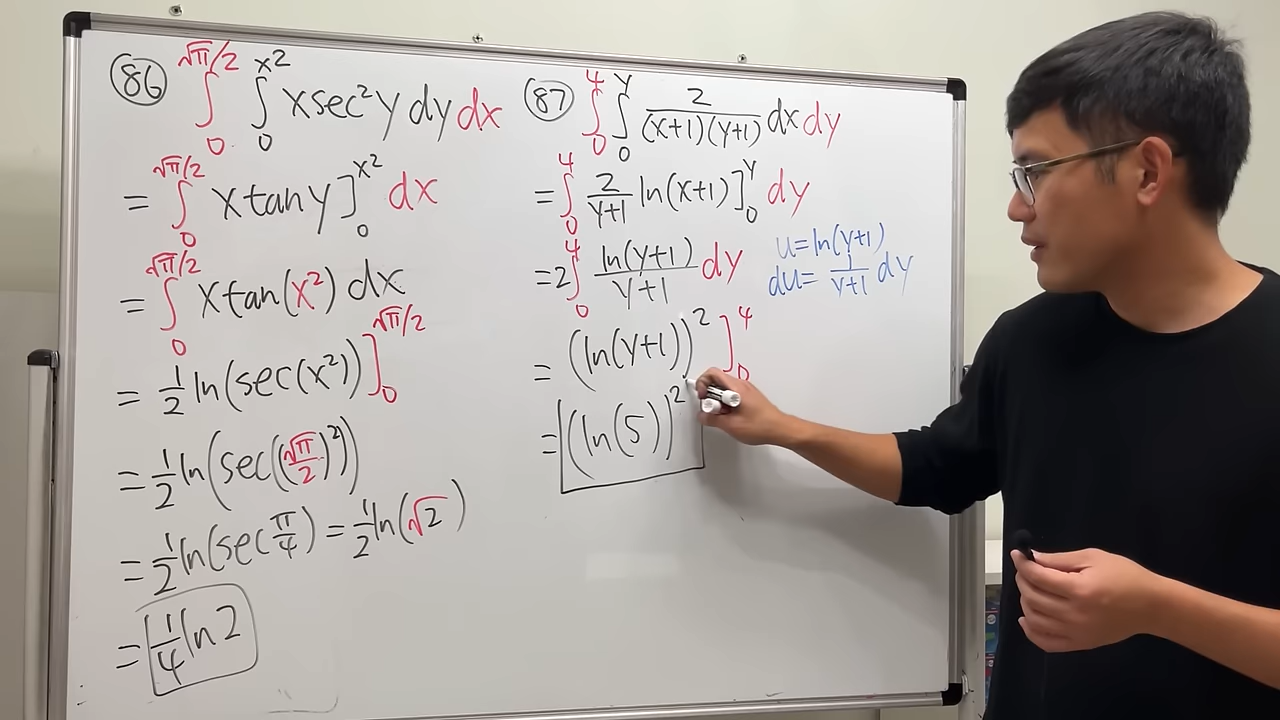 86 ∫₀^(√π/2) ∫₀^(x²) x sec²y dy dx
= ∫₀^(√π/2) x tan y ]₀^(x²) dx
= ∫₀^(√π/2) x tan(x²) dx
= 1/2 ln(sec(x²)) ]₀^(√π/2)
= 1/2 ln(sec((√π/2)²))
= 1/2 ln(sec π/4) = 1/2 ln(√2)
= 1/4 ln 2
87 ∫₀⁴ ∫₀^y 2/((x+1)(y+1)) dx dy
= ∫₀⁴ 2/(y+1) ln(x+1) ]₀^y dy
= 2 ∫₀⁴ ln(y+1)/(y+1) dy
u = ln(y+1)
du = 1/(y+1) dy
= (ln(y+1))² ]₀⁴
= (ln(5))²